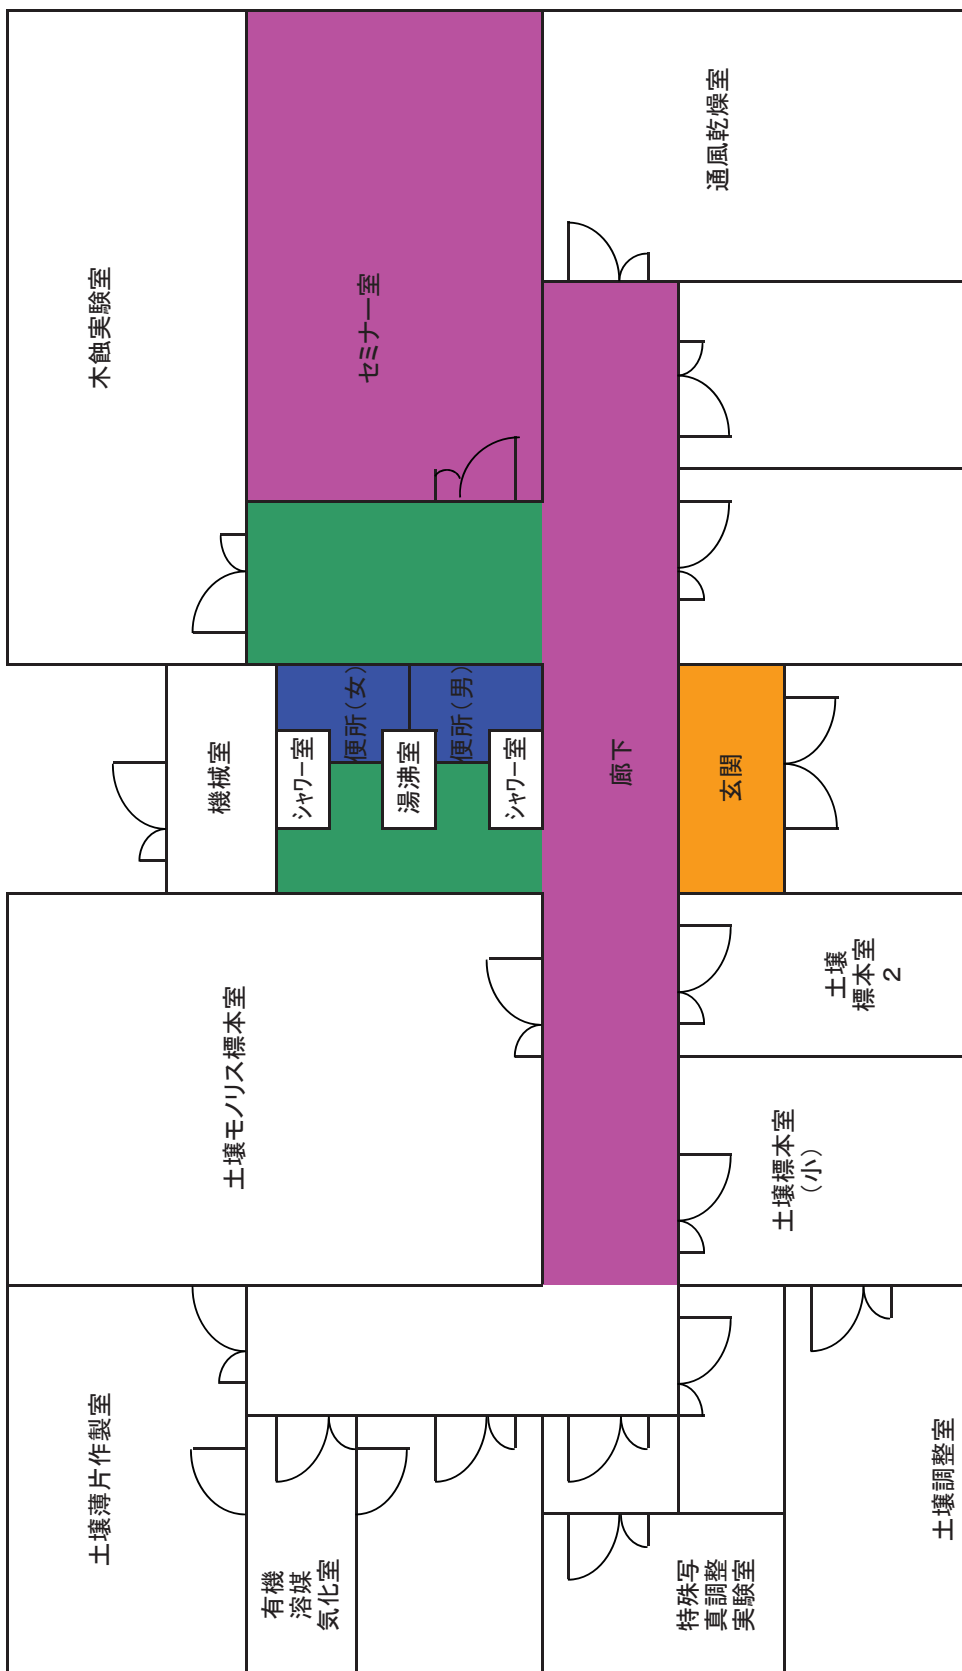 木蝕実験室
セミナー室
通風乾燥室
機械室
シャワー室
便所（女）
湯沸室
便所（男）
シャワー室
廊下
玄関
土壌モノリス標本室
土壌
標本室
2
土壌標本室
（小）
土壌薄片作製室
有機
溶媒
気化室
特殊写
真調整
実験室
土壌調整室